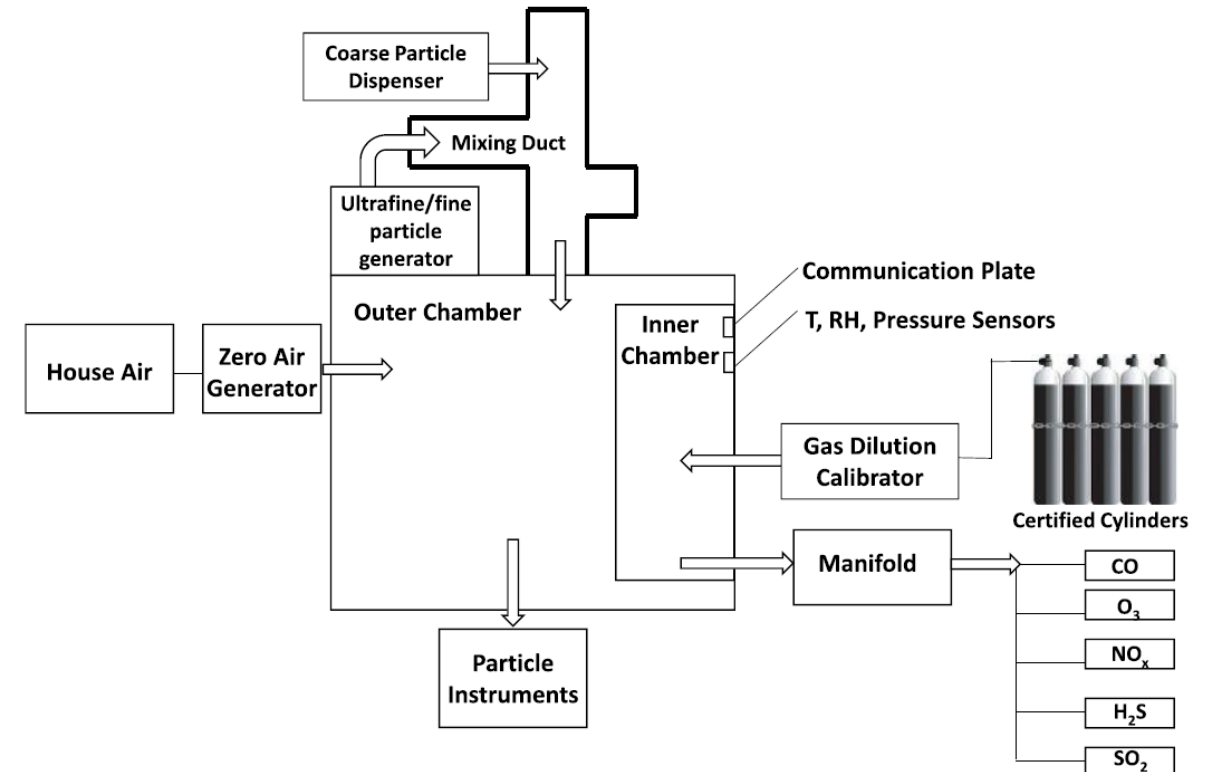 Coarse Particle
Dispenser
Mixing Duct
Ultrafine/fine
particle
generator
Communication Plate
Outer Chamber
Inner
Chamber
T, RH, Pressure Sensors
House Air
Zero Air
Generator
Gas Dilution
Calibrator
Certified Cylinders
Manifold
CO
O₃
NOₓ
H₂S
SO₂
Particle
Instruments